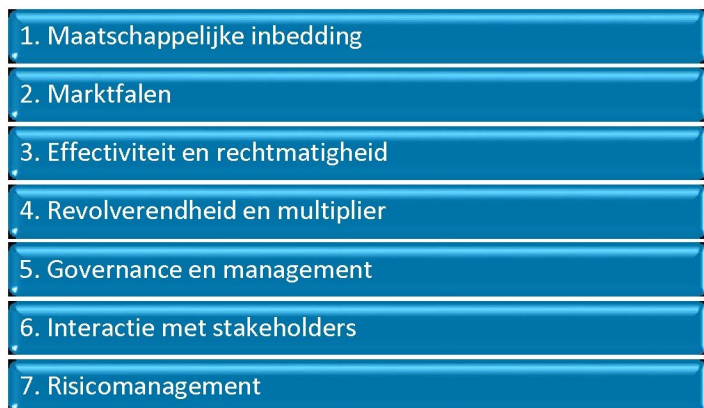 1. Maatschappelijke inbedding
2. Marktfalen
3. Effectiviteit en rechtmatigheid
4. Revolverendheid en multiplier
5. Governance en management
6. Interactie met stakeholders
7. Risicomanagement